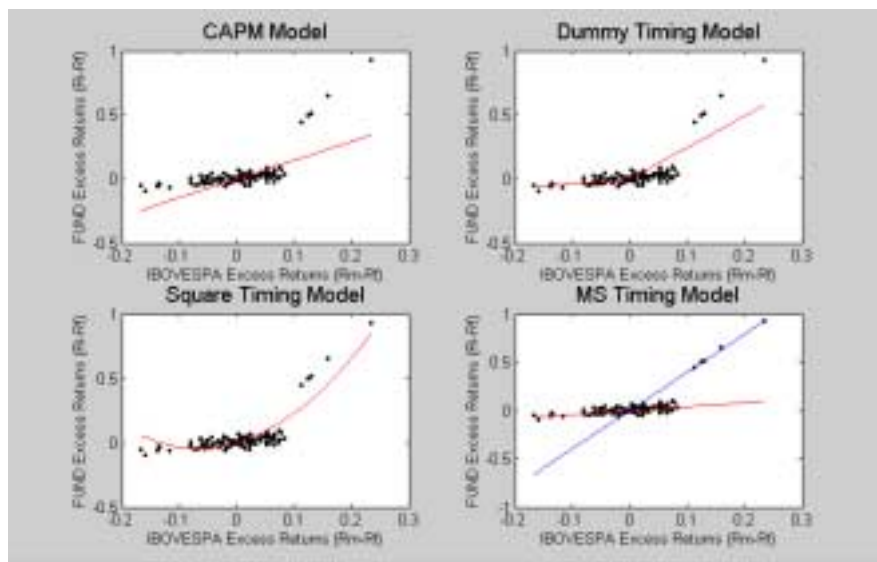 CAPM Model
1
0.5
0
-0.5
-0.2 -0.1 0 0.1 0.2 0.3
FUND Excess Returns (Ri-Rf)
IBOVESPA Excess Returns (Rm-Rf)
Dummy Timing Model
1
0.5
0
-0.5
-0.2 -0.1 0 0.1 0.2 0.3
FUND Excess Returns (Ri-Rf)
IBOVESPA Excess Returns (Rm-Rf)
Square Timing Model
1
0.5
0
-0.5
-0.2 -0.1 0 0.1 0.2 0.3
FUND Excess Returns (Ri-Rf)
IBOVESPA Excess Returns (Rm-Rf)
MS Timing Model
1
0.5
0
-0.5
-1
-0.2 -0.1 0 0.1 0.2 0.3
FUND Excess Returns (Ri-Rf)
IBOVESPA Excess Returns (Rm-Rf)